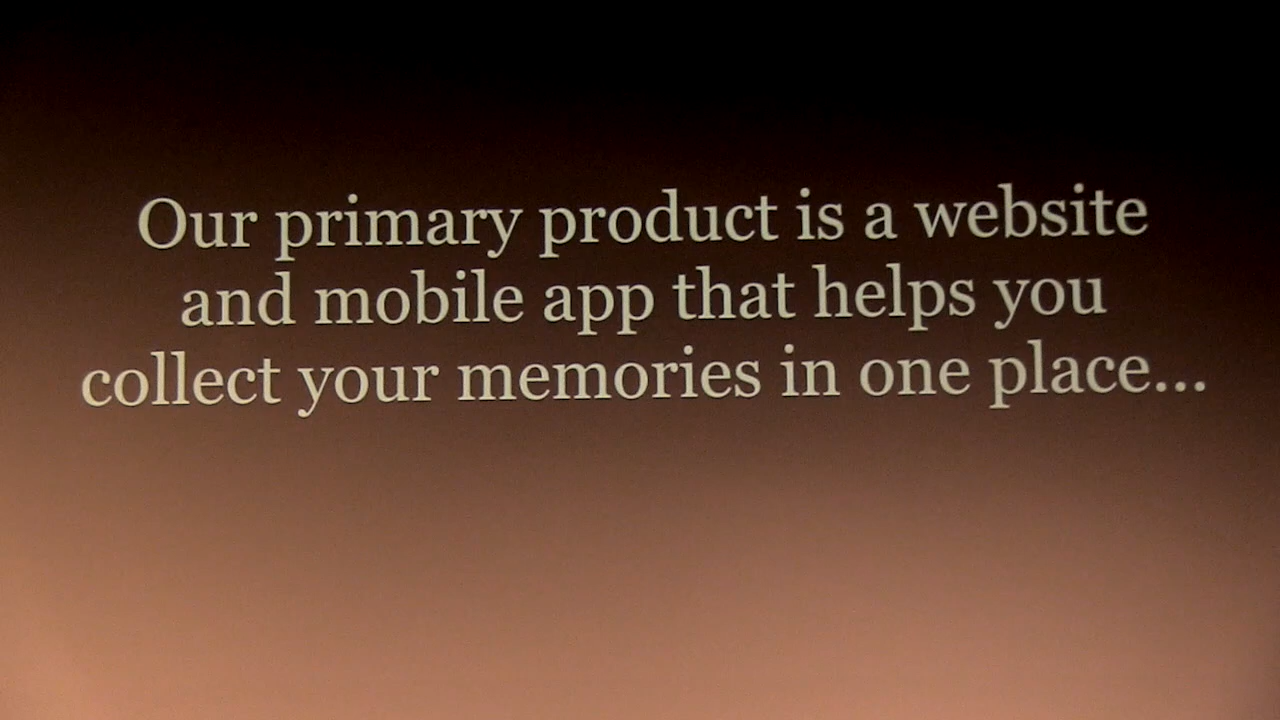 Our primary product is a website
and mobile app that helps you
collect your memories in one place...